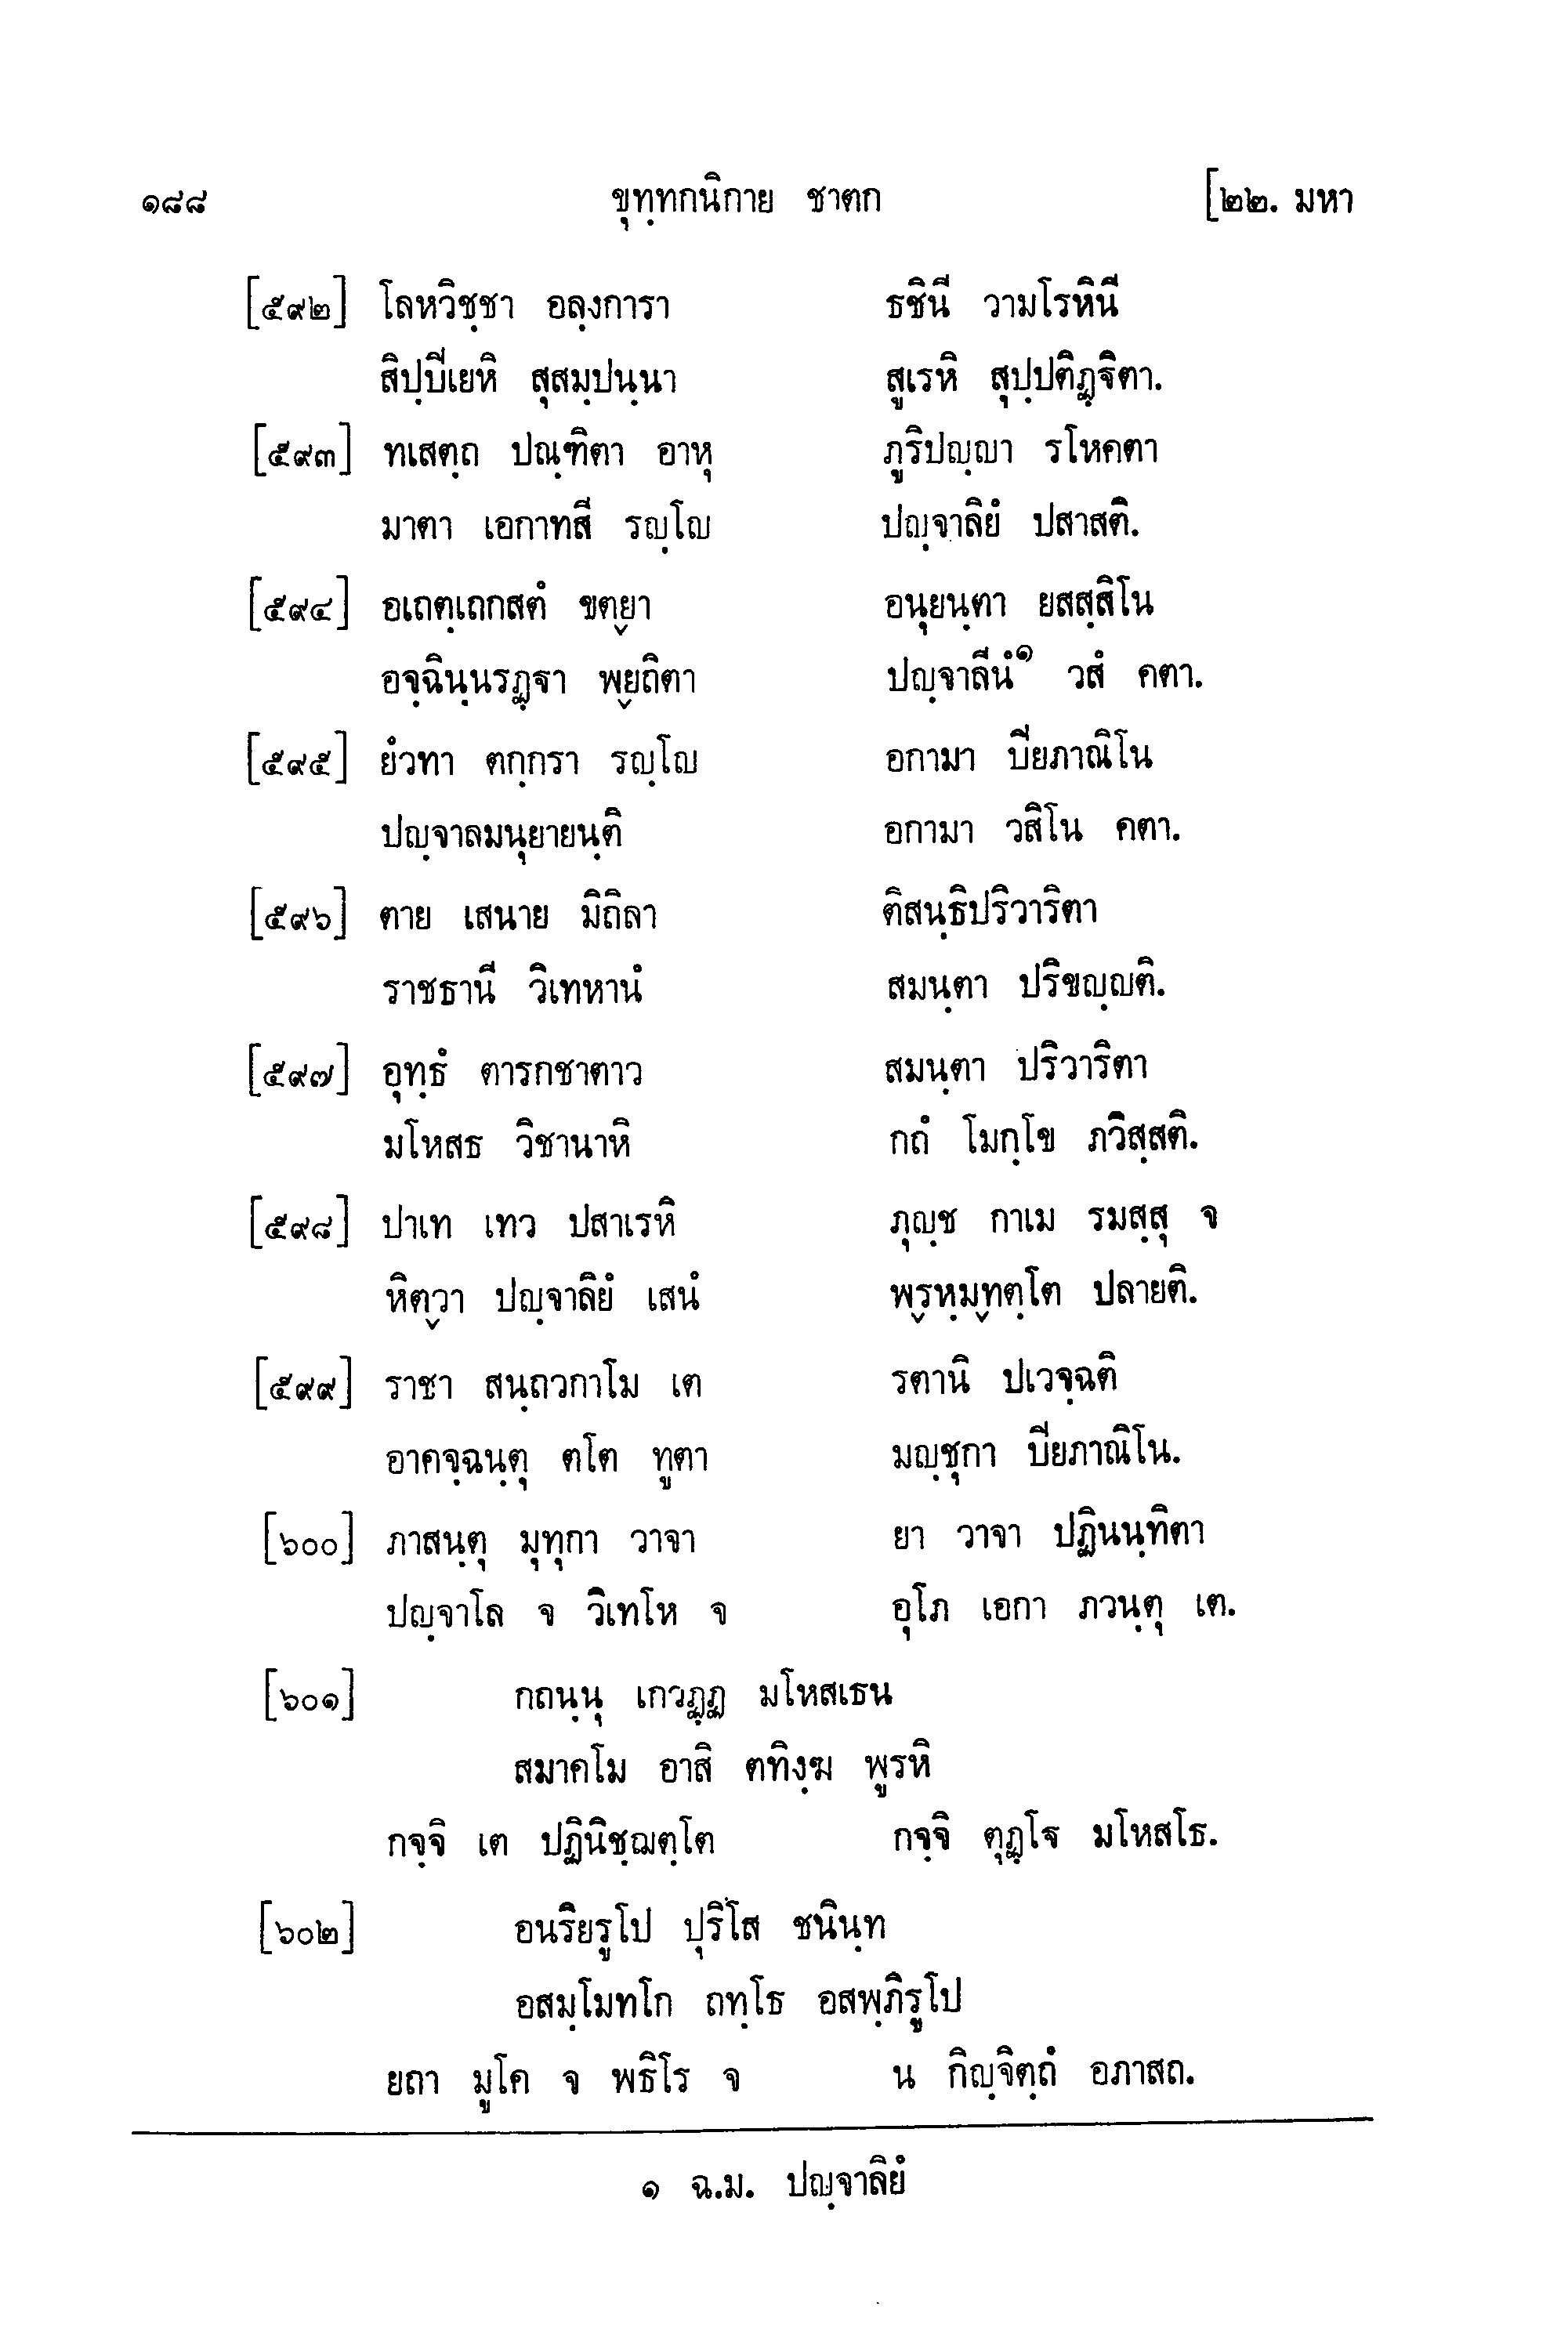 ๑๘๘ ขุทฺทกนิกาย ชาตก [๒๒. มหา
[๕๙๒] โลหวิชฺชา อลฺงการา ธชินี วามโรหินี
สิปฺปิเยหิ สุสมฺปนฺนา สูเรหิ สุปฺปติฏฺฐิตา.
[๕๙๓] ทเสตฺถ ปณฺฑิตา อาหุ ภูริปญฺญา รโหคตา
มาตา เอกาทสี รญฺโญ ปญฺจาลิยํ ปสาสติ.
[๕๙๔] อเถตฺเถกสตํ ขตฺยา อนุยนฺตา ยสสฺสิโน
อจฺฉินฺนรฏฺฐา พฺยถิตา ปญฺจาลีนํ๑ วสํ คตา.
[๕๙๕] ยํวทา ตกฺกรา รญฺโญ อกามา ปิยภาณิโน
ปญฺจาลมนุยายนฺติ อกามา วสิโน คตา.
[๕๙๖] ตาย เสนาย มิถิลา ติสนฺธิปริวาริตา
ราชธานี วิเทหานํ สมนฺตา ปริขญฺญติ.
[๕๙๗] อุทฺธํ ตารกชาตาว สมนฺตา ปริวาริตา
มโหสธ วิชานาหิ กถํ โมกฺโข ภวิสฺสติ.
[๕๙๘] ปาเท เทว ปสาเรหิ ภุญฺช กาเม รมสฺสุ จ
หิตฺวา ปญฺจาลิยํ เสนํ พฺรหฺมฺทตฺโต ปลายติ.
[๕๙๙] ราชา สนฺถวกาโม เต รตานิ ปเวจฺฉติ
อาคจฺฉนฺตุ ตโต ทูตา มญฺชุกา ปิยภาณิโน.
[๖๐๐] ภาสนฺตุ มุทุกา วาจา ยา วาจา ปฏินนฺทิตา
ปญฺจาโล จ วิเทโห จ อุโภ เอกา ภวนฺตุ เต.
[๖๐๑] กถนฺนุ เกวฏฺฏ มโหสเธน
สมาคโม อาสิ ตทิงฺฆ พูรหิ
กจฺจิ เต ปฏินิชฺฌตฺโต กจฺจิ ตุฏฺโฐ มโหสโธ.
[๖๐๒] อนริยรูโป ปุริโส ชนินฺท
อสมฺโมทโก ถทฺโธ อสพฺภิรูโป
ยถา มูโค จ พธิโร จ น กิญฺจิตฺถํ อภาสถ.
๑ ฉ.ม. ปญฺจาลิยํ